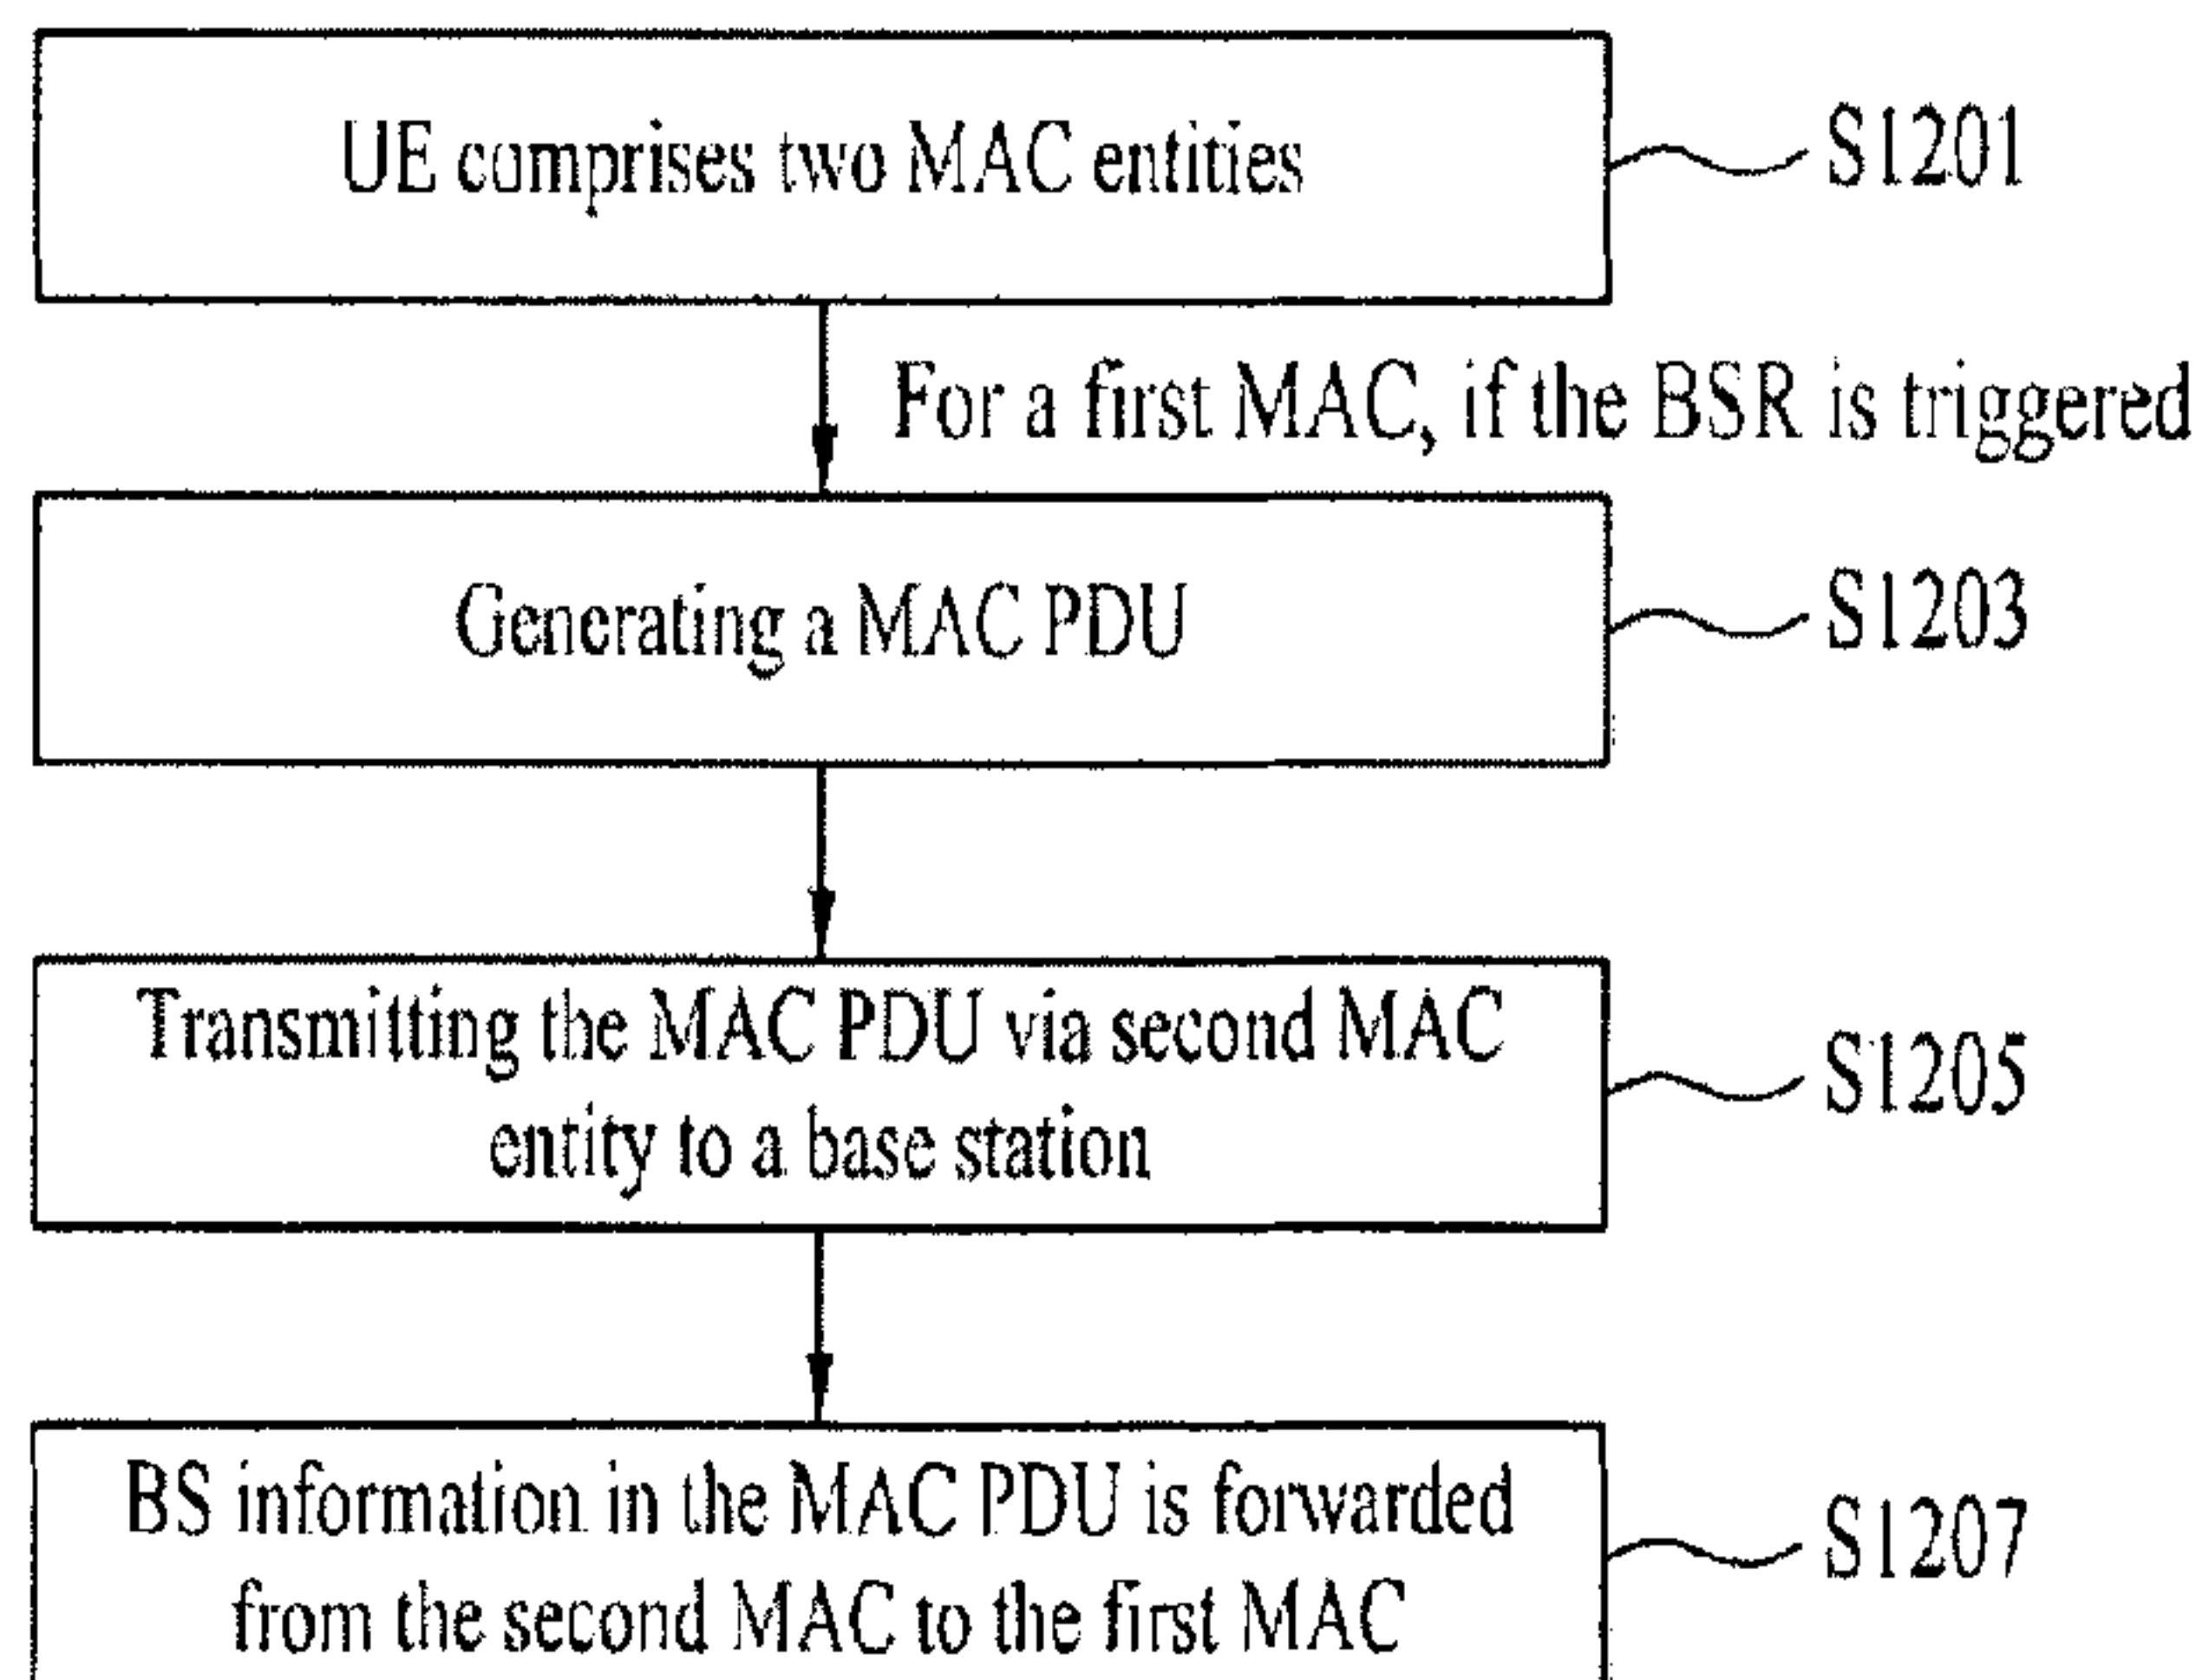 UE comprises two MAC entities
S1201
For a first MAC, if the BSR is triggered
Generating a MAC PDU
S1203
Transmitting the MAC PDU via second MAC
entity to a base station
S1205
BS information in the MAC PDU is forwarded
from the second MAC to the first MAC
S1207